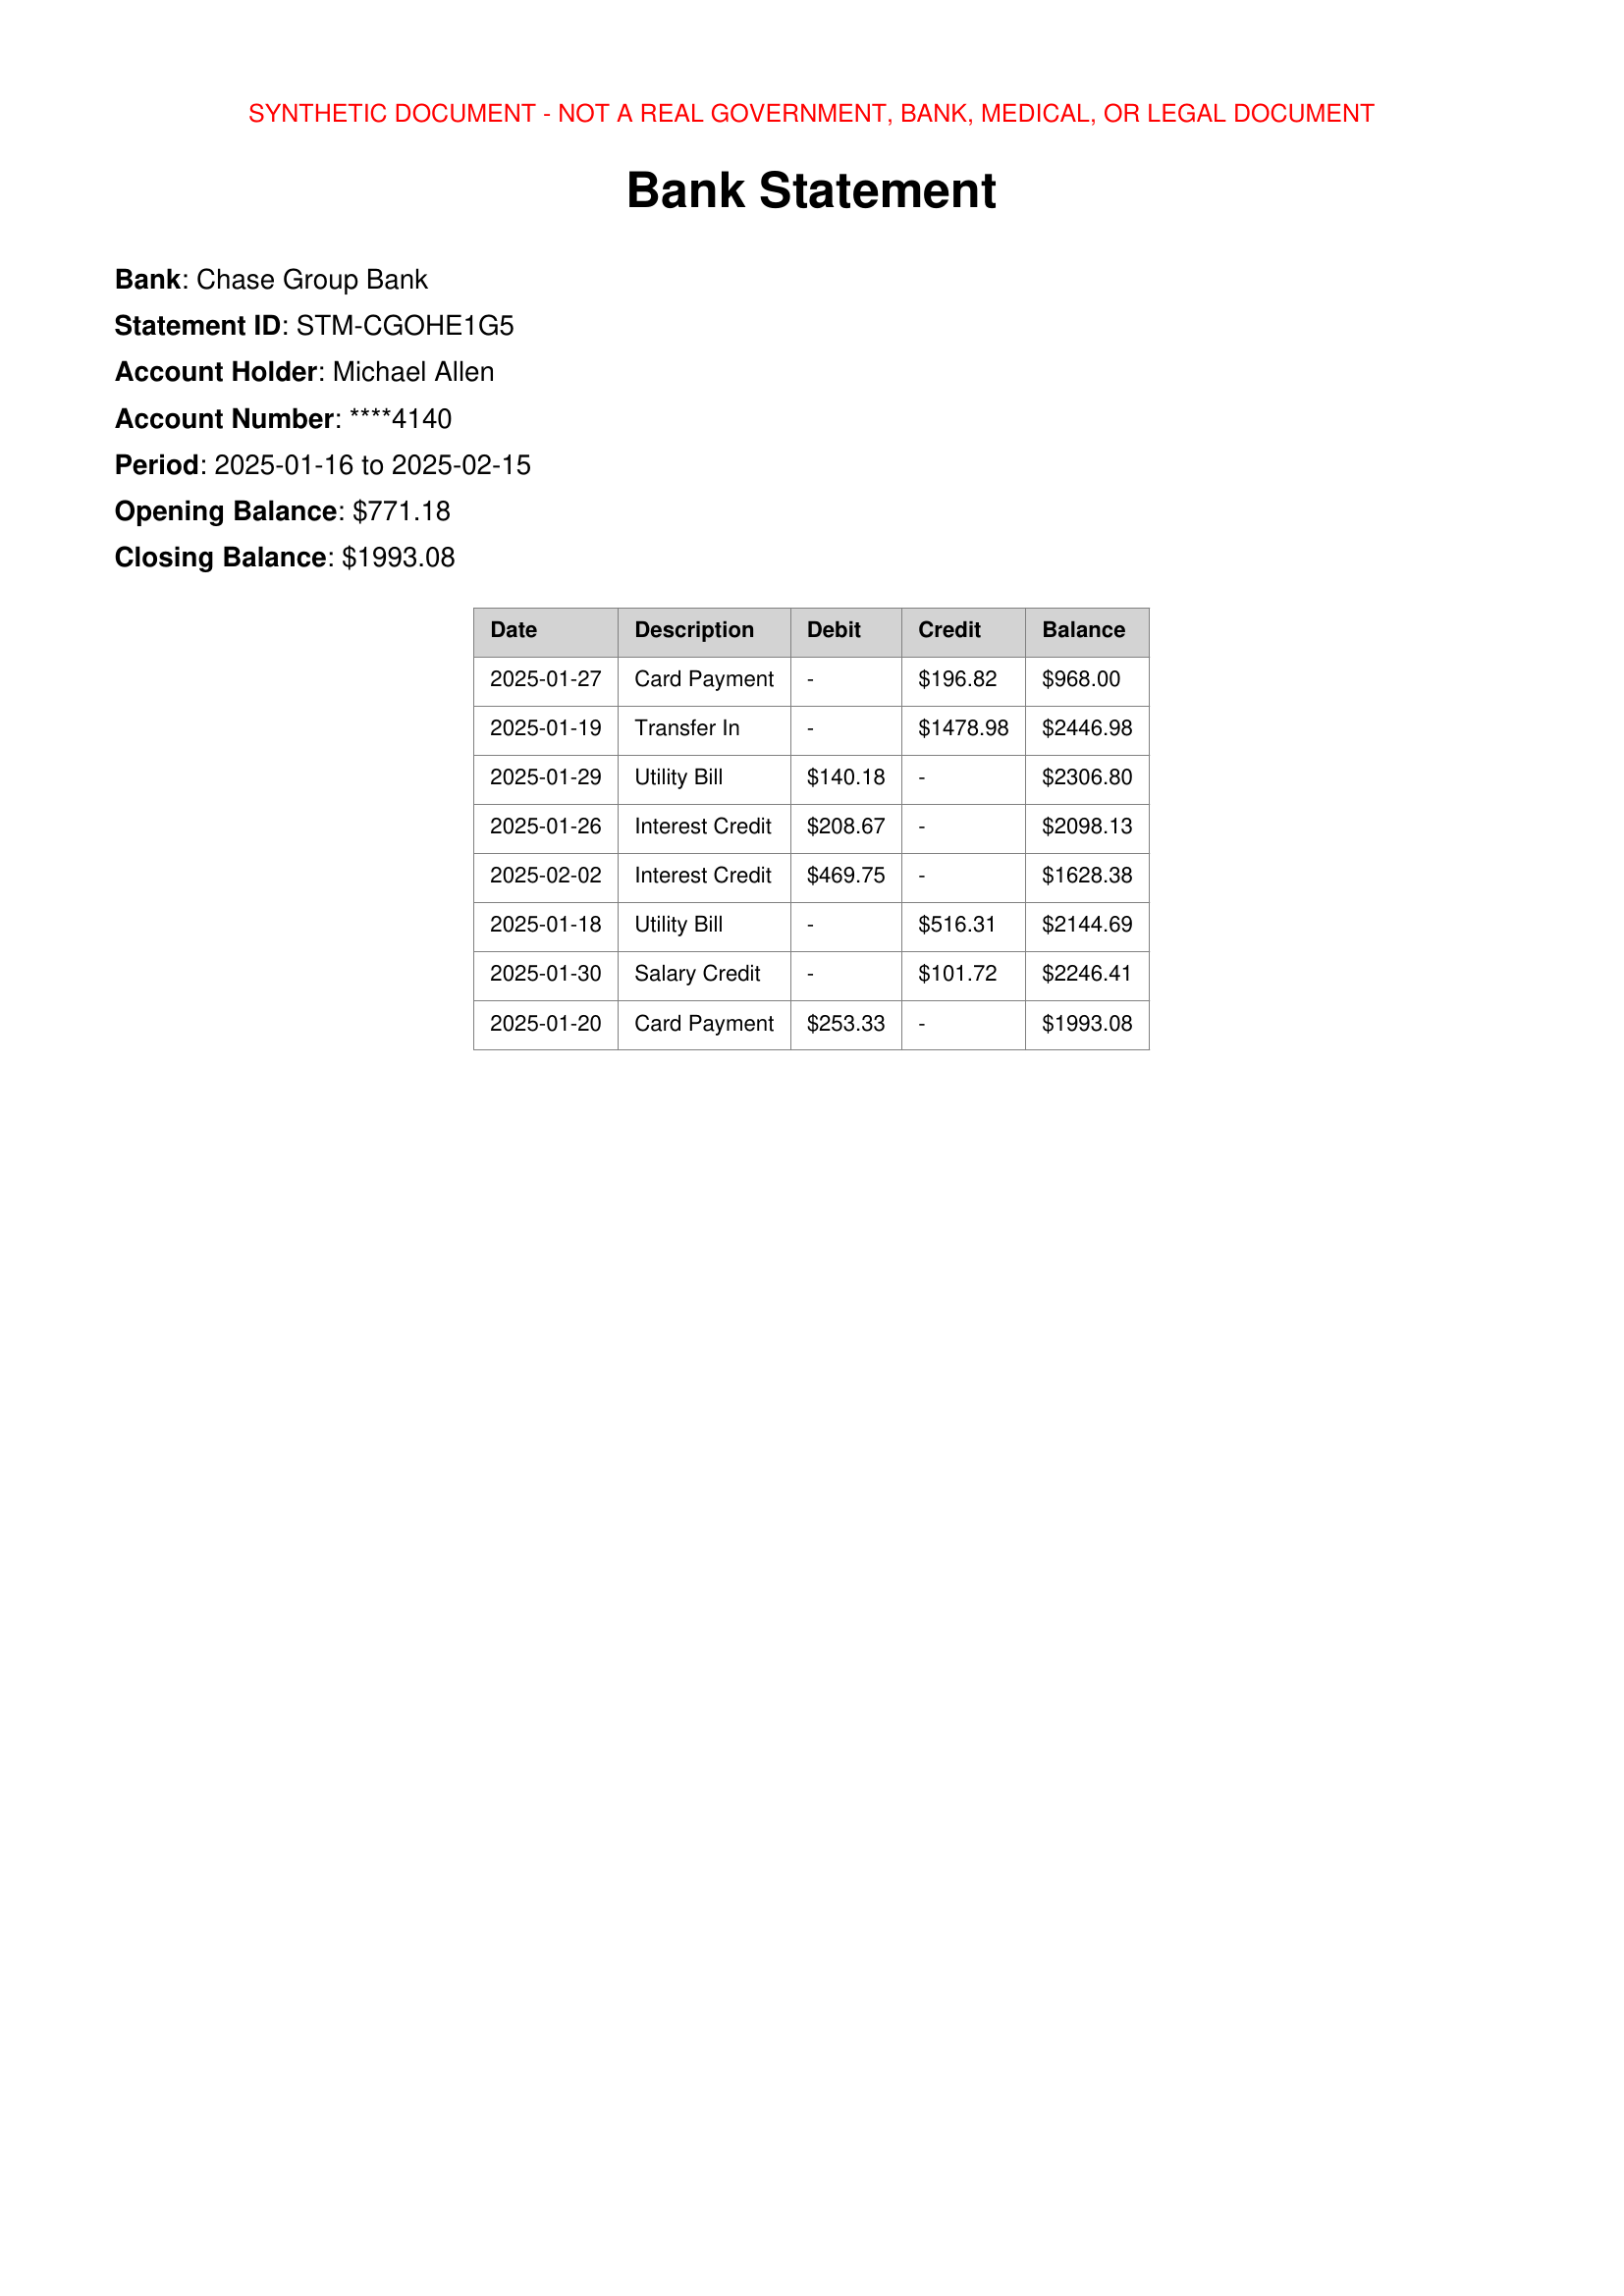 SYNTHETIC DOCUMENT - NOT A REAL GOVERNMENT, BANK, MEDICAL, OR LEGAL DOCUMENT
Bank Statement
Bank: Chase Group Bank
Statement ID: STM-CGOHE1G5
Account Holder: Michael Allen
Account Number: ****4140
Period: 2025-01-16 to 2025-02-15
Opening Balance: $771.18
Closing Balance: $1993.08
Date Description Debit Credit Balance
2025-01-27 Card Payment - $196.82 $968.00
2025-01-19 Transfer In - $1478.98 $2446.98
2025-01-29 Utility Bill $140.18 - $2306.80
2025-01-26 Interest Credit $208.67 - $2098.13
2025-02-02 Interest Credit $469.75 - $1628.38
2025-01-18 Utility Bill - $516.31 $2144.69
2025-01-30 Salary Credit - $101.72 $2246.41
2025-01-20 Card Payment $253.33 - $1993.08